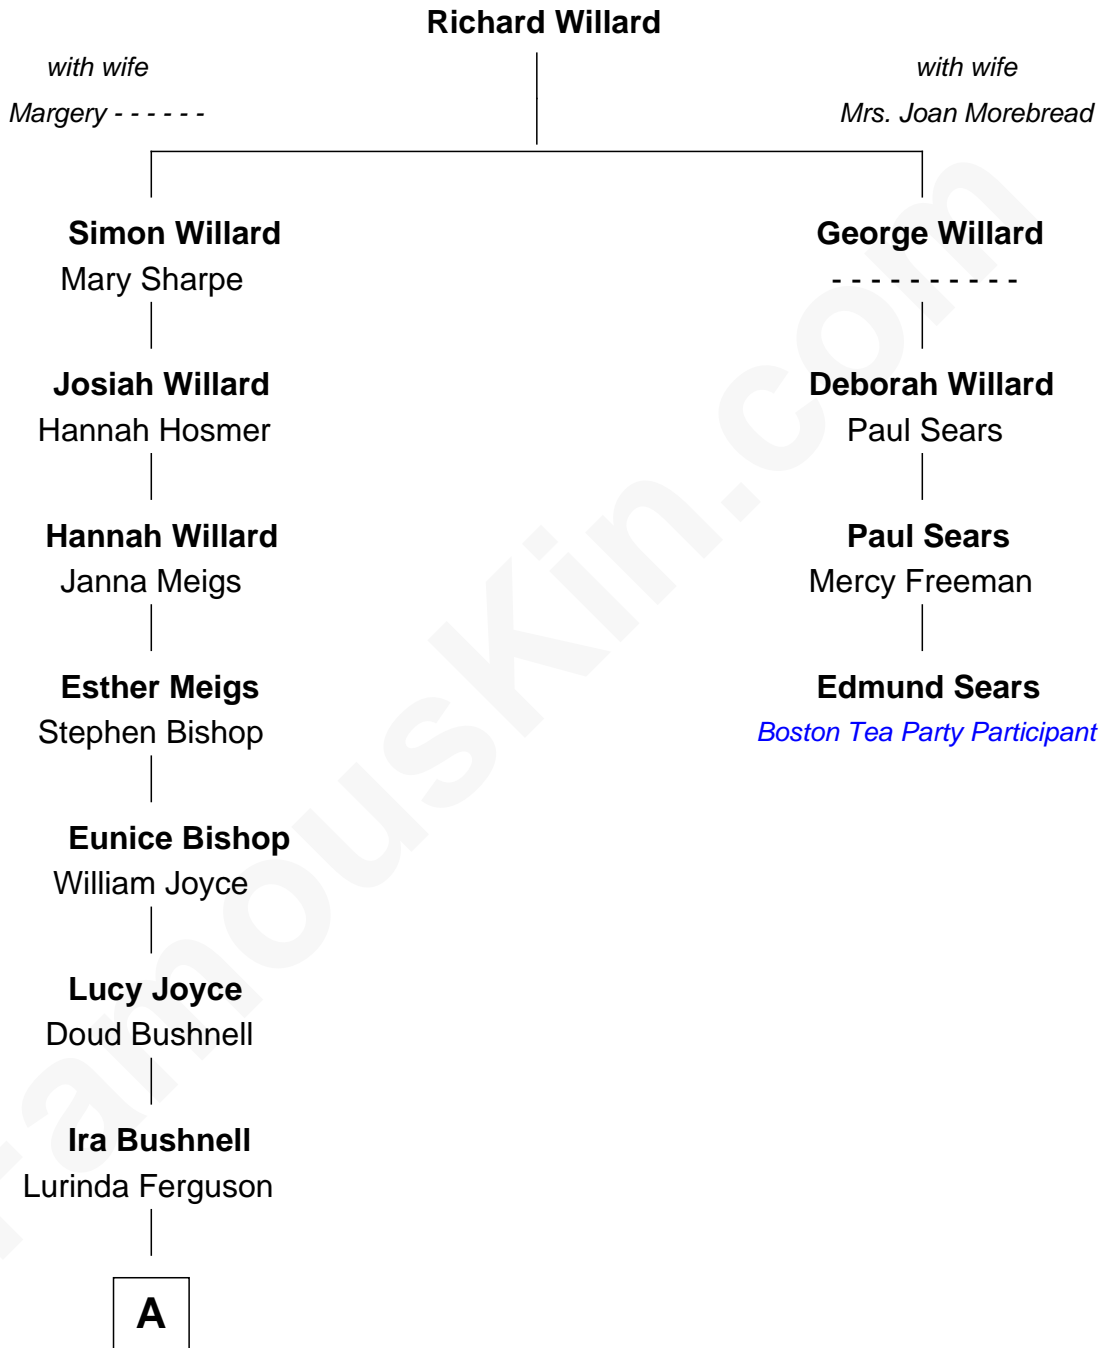 Richard Willard
with wife
Margery - - - - - -
with wife
Mrs. Joan Morebread
Simon Willard
Mary Sharpe
George Willard
- - - - - - - - - -
Josiah Willard
Hannah Hosmer
Deborah Willard
Paul Sears
Hannah Willard
Janna Meigs
Paul Sears
Mercy Freeman
Esther Meigs
Stephen Bishop
Edmund Sears
Boston Tea Party Participant
Eunice Bishop
William Joyce
Lucy Joyce
Doud Bushnell
Ira Bushnell
Lurinda Ferguson
A
FamousKin.com